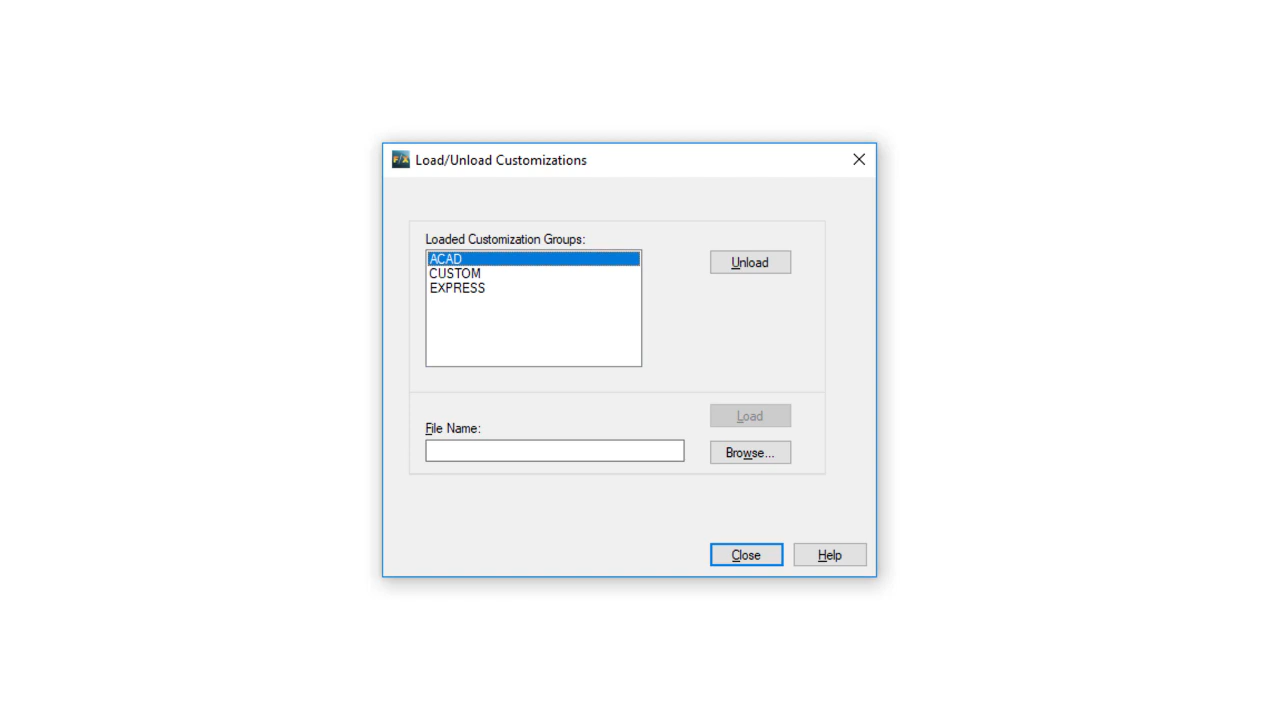 F/X Load/Unload Customizations
Loaded Customization Groups:
ACAD
CUSTOM
EXPRESS
Unload
Load
File Name:
Browse...
Close
Help